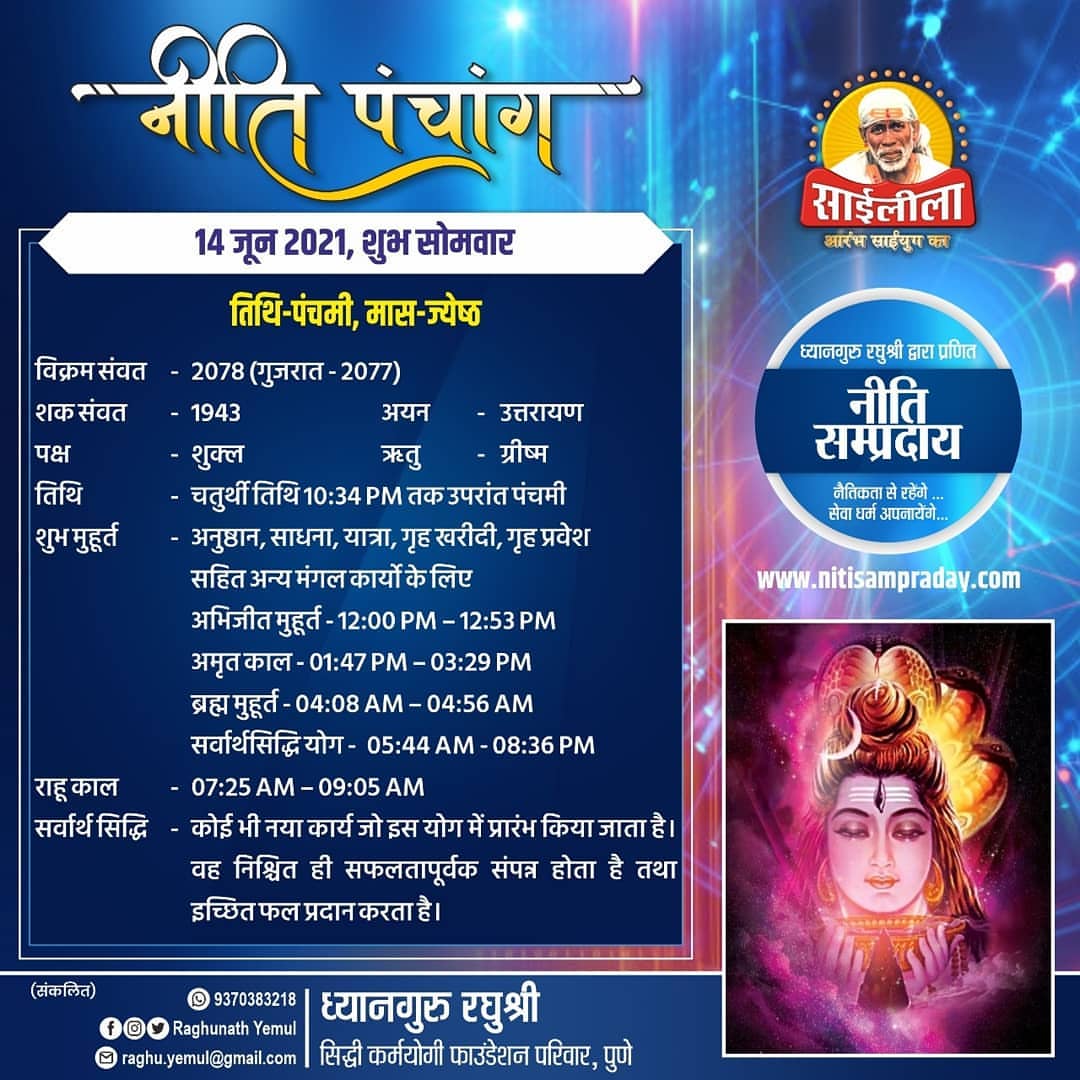 नीति पंचांग
साईलीला
आरंभ साईयुग का
14 जून 2021, शुभ सोमवार
तिथि-पंचमी, मास-ज्येष्ठ
विक्रम संवत - 2078 (गुजरात - 2077)
शक संवत - 1943 अयन - उत्तरायण
पक्ष - शुक्ल ऋतु - ग्रीष्म
तिथि - चतुर्थी तिथि 10:34 PM तक उपरांत पंचमी
शुभ मुहूर्त - अनुष्ठान, साधना, यात्रा, गृह खरीदी, गृह प्रवेश
सहित अन्य मंगल कार्यो के लिए
अभिजीत मुहूर्त - 12:00 PM – 12:53 PM
अमृत काल - 01:47 PM – 03:29 PM
ब्रह्म मुहूर्त - 04:08 AM – 04:56 AM
सर्वार्थसिद्धि योग - 05:44 AM - 08:36 PM
राहू काल - 07:25 AM – 09:05 AM
सर्वार्थ सिद्धि - कोई भी नया कार्य जो इस योग में प्रारंभ किया जाता है।
वह निश्चित ही सफलतापूर्वक संपन्न होता है तथा
इच्छित फल प्रदान करता है।
ध्यानगुरु रघुश्री द्वारा प्रणित
नीति
सम्प्रदाय
नैतिकता से रहेंगे ...
सेवा धर्म अपनायेंगे...
www.nitisampraday.com
(संकलित)
9370383218
Raghunath Yemul
raghu.yemul@gmail.com
ध्यानगुरु रघुश्री
सिद्धी कर्मयोगी फाउंडेशन परिवार, पुणे